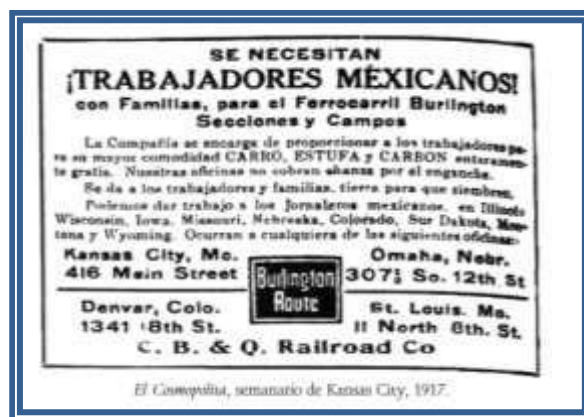 SE NECESITAN
¡TRABAJADORES MEXICANOS!
con Familias, para el Ferrocarril Burlington
Secciones y Campos
La Compañia se encarga de proporcionar a los trabajadores pa-
ra su mayor comodidad CARRO, ESTUFA y CARBON enteramen-
te gratis. Nuestras oficinas no cobran por el enganche.
Se da a los trabajadores y familias, tierra para que siembren.
Podemos dar trabajo a los Jornaleros mexicanos, en Illinois
Wisconsin, Iowa, Missouri, Nebraska, Colorado, Sur Dakota, Mon-
tana y Wyoming. Ocurran a cualquiera de las siguientes oficinas:
Kansas City, Mo.
416 Main Street
Omaha, Nebr.
307½ So. 12th St
Burlington
Route
Denver, Colo.
1341 18th St.
St. Louis. Mo.
11 North 8th. St.
C. B. & Q. Railroad Co
El Cosmopolita, semanario de Kansas City, 1917.